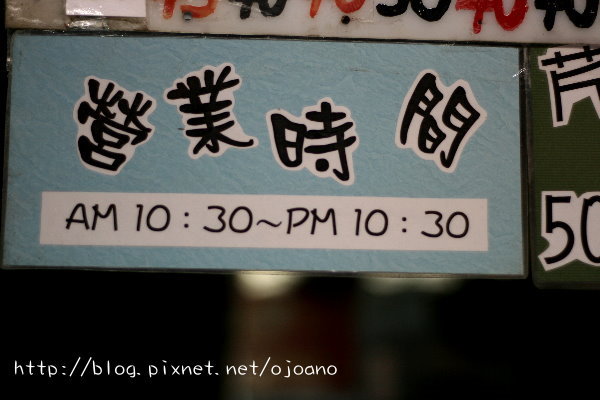 營業時間
AM 10：30～PM 10：30
50
http://blog.pixnet.net/ojoano